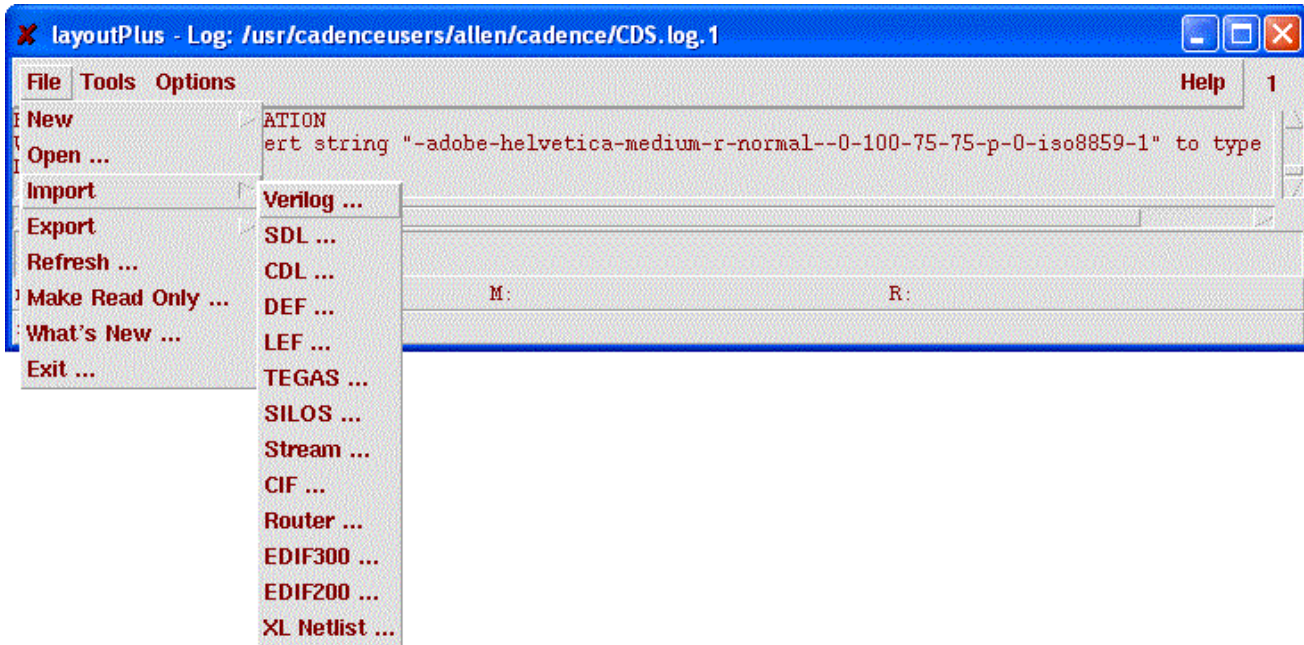 layoutPlus - Log: /usr/cadenceusers/allen/cadence/CDS.log.1
File Tools Options Help 1
New
ATION
ert string "-adobe-helvetica-medium-r-normal--0-100-75-75-p-0-iso8859-1" to type
Open ...
Import
Export
Refresh ...
Make Read Only ...
What's New ...
Exit ...
Verilog ...
SDL ...
CDL ...
DEF ...
LEF ...
TEGAS ...
SILOS ...
Stream ...
CIF ...
Router ...
EDIF300 ...
EDIF200 ...
XL Netlist ...
M: R: